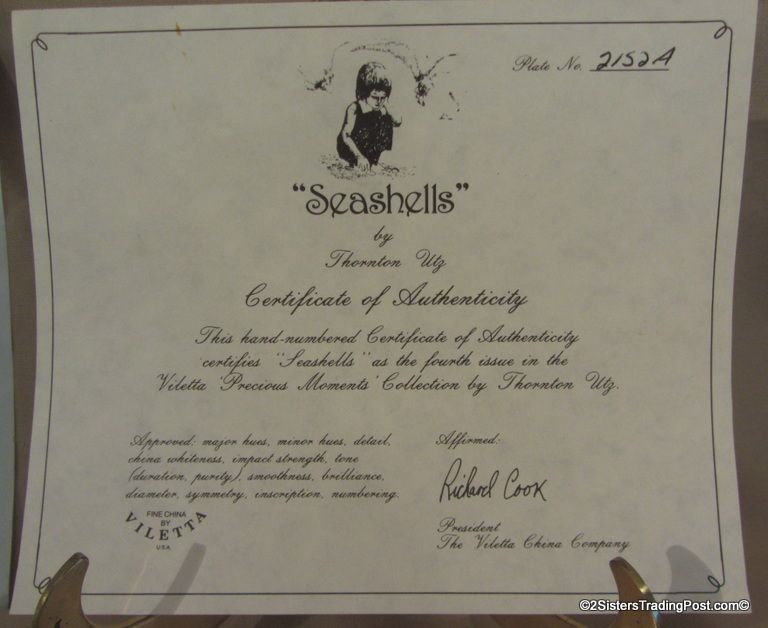 Plate No. 2152A
"Seashells"
by
Thornton Utz
Certificate of Authenticity
This hand-numbered Certificate of Authenticity
certifies "Seashells" as the fourth issue in the
Viletta 'Precious Moments' Collection by Thornton Utz.
Approved: major hues, minor hues, detail,
china whiteness, impact strength, tone
(duration, purity), smoothness, brilliance,
diameter, symmetry, inscription, numbering.
FINE CHINA
BY
VILETTA
U.S.A.
Affirmed:
Richard Cook
President
The Viletta China Company
©2SistersTradingPost.com©